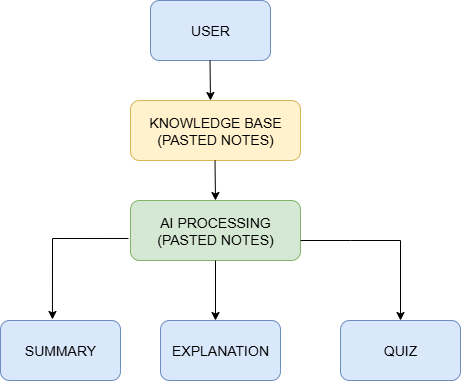 USER
KNOWLEDGE BASE
(PASTED NOTES)
AI PROCESSING
(PASTED NOTES)
SUMMARY
EXPLANATION
QUIZ